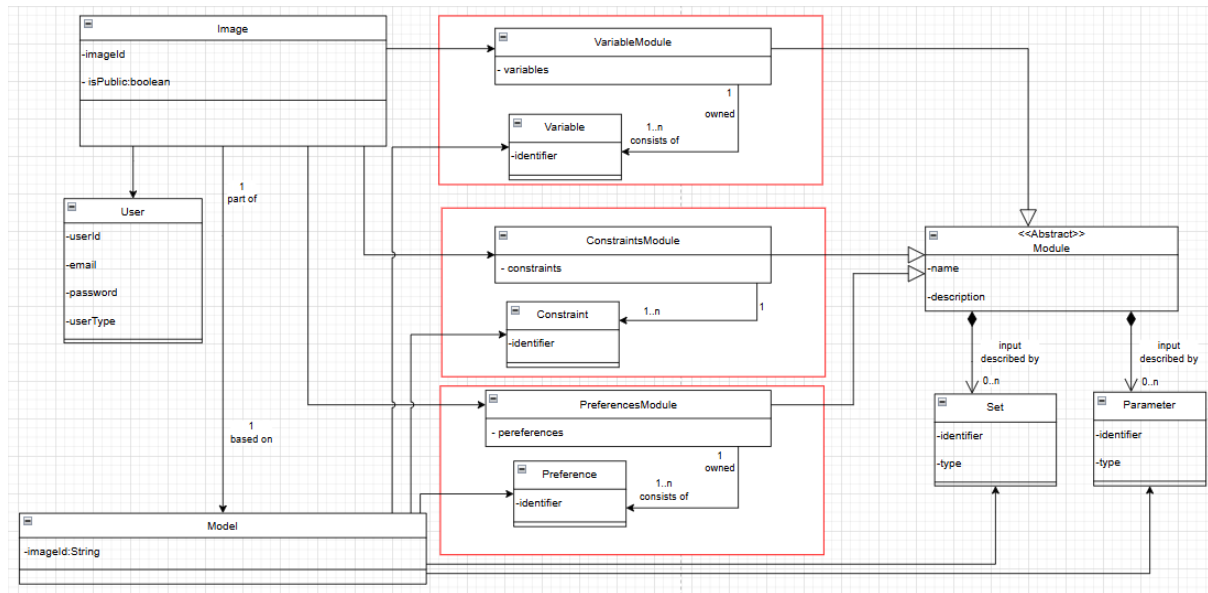 Image
-imageId
- isPublic:boolean
VariableModule
- variables
1
owned
1..n
consists of
Variable
-identifier
User
-userId
-email
-password
-userType
1
part of
1
based on
ConstraintsModule
- constraints
1
1..n
Constraint
-identifier
<<Abstract>>
Module
-name
-description
input
described by
0..n
input
described by
0..n
Set
-identifier
-type
Parameter
-identifier
-type
PreferencesModule
- pereferences
1
owned
1..n
consists of
Preference
-identifier
Model
-imageId:String